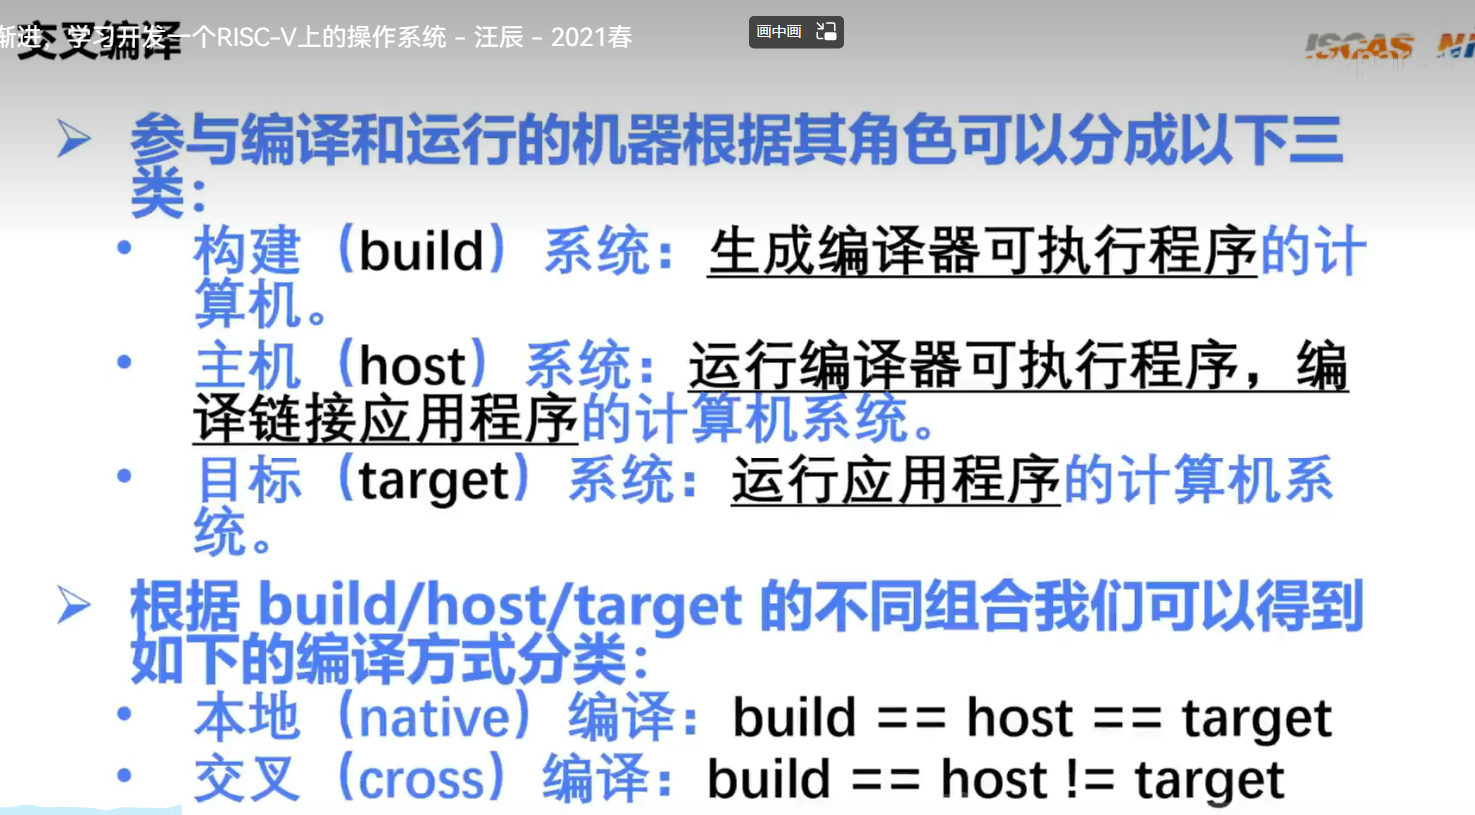 渐进，学习开发一个RISC-V上的操作系统 - 汪辰 - 2021春
画中画
交叉编译
ISCAS
参与编译和运行的机器根据其角色可以分成以下三
类：
构建（build）系统：生成编译器可执行程序的计
算机。
主机（host）系统：运行编译器可执行程序，编
译链接应用程序的计算机系统。
目标（target）系统：运行应用程序的计算机系
统。
根据 build/host/target 的不同组合我们可以得到
如下的编译方式分类：
本地（native）编译：build == host == target
交叉（cross）编译：build == host != target